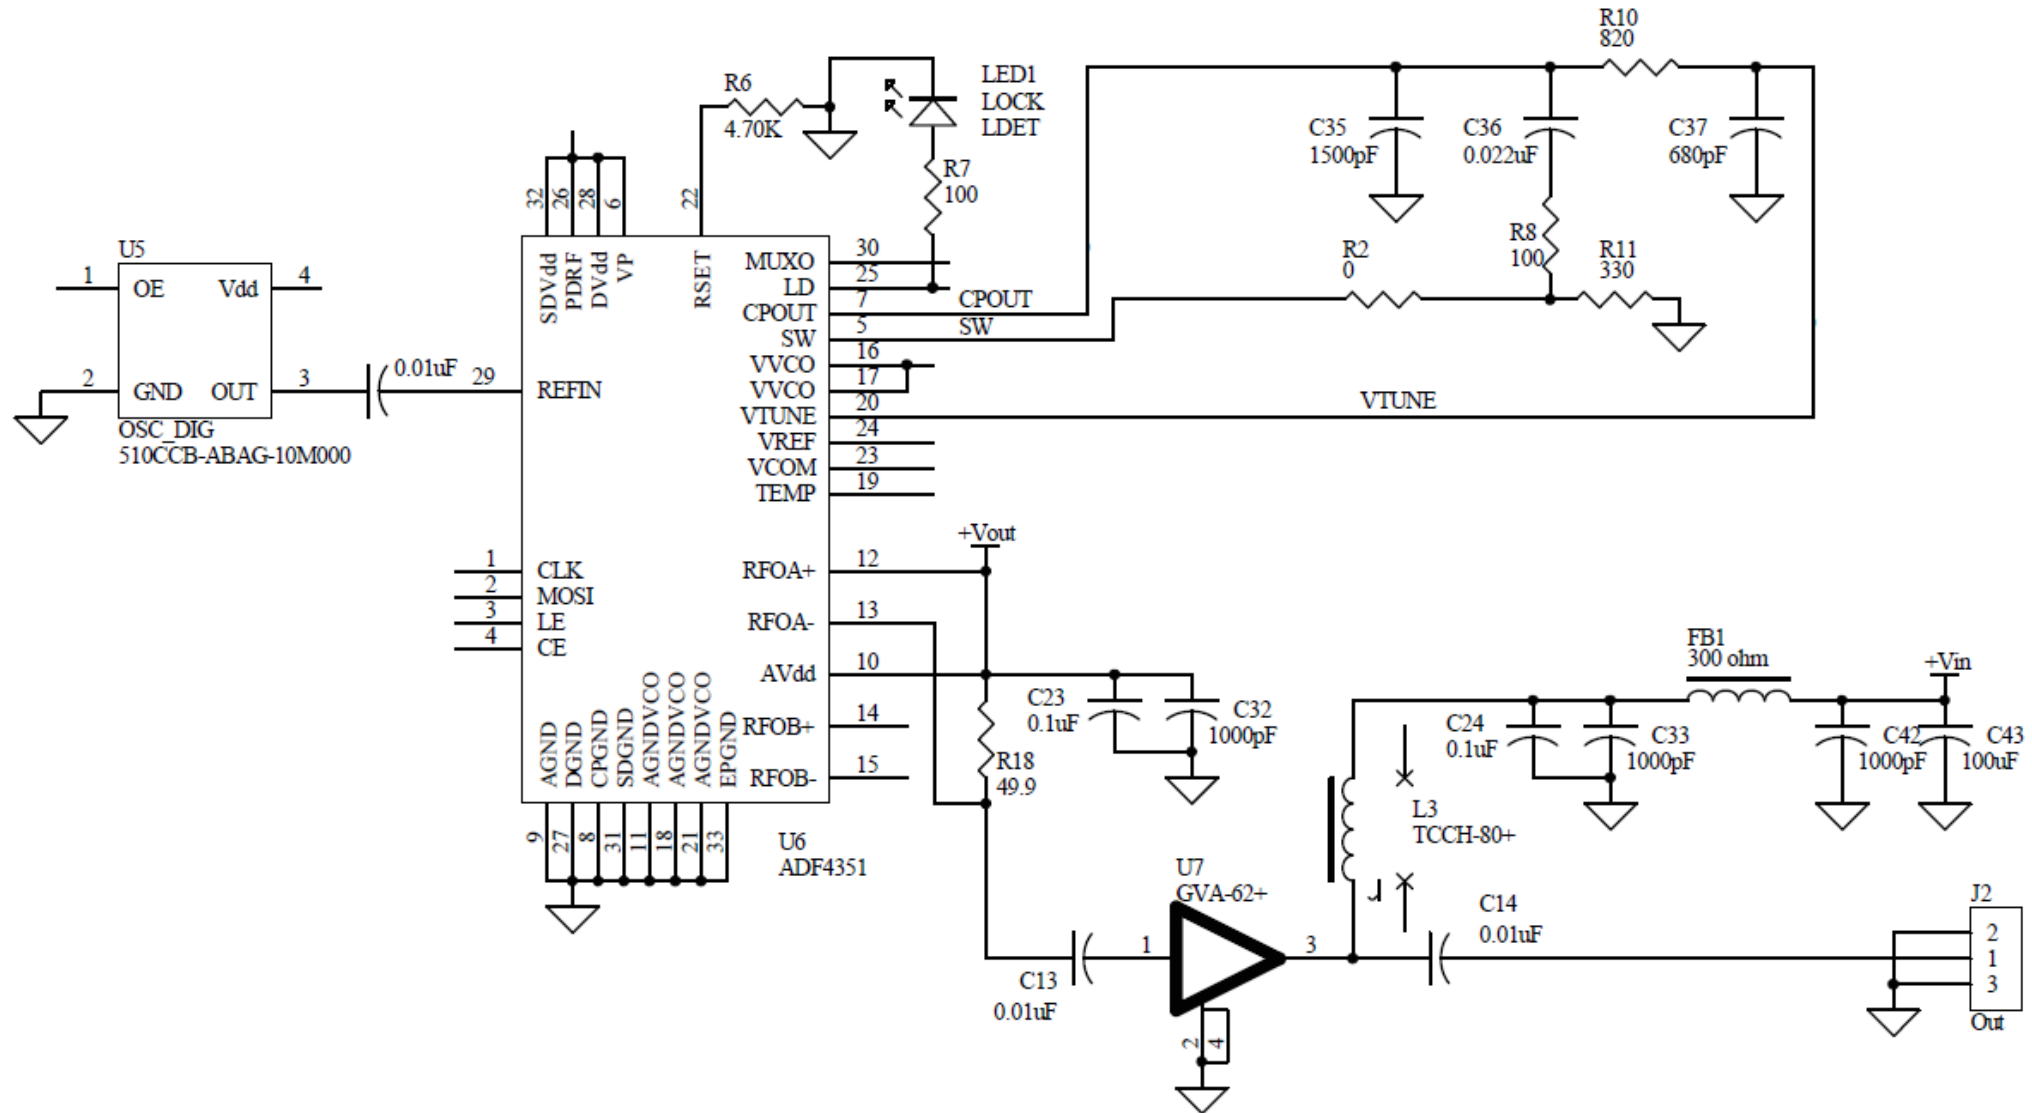 R10
820
R6
4.70K
LED1
LOCK
LDET
C35
1500pF
C36
0.022uF
C37
680pF
R7
100
32
26
28
6
22
U5
1
OE
Vdd
4
2
GND
OUT
3
OSC_DIG
510CCB-ABAG-10M000
0.01uF
29
REFIN
SDVdd
PDRF
DVdd
VP
RSET
MUXO
30
LD
25
CPOUT
7
CPOUT
SW
5
SW
VVCO
16
VVCO
17
VTUNE
20
VTUNE
VREF
24
VCOM
23
TEMP
19
R2
0
R8
100
R11
330
1
CLK
2
MOSI
3
LE
4
CE
RFOA+
12
+Vout
RFOA-
13
AVdd
10
RFOB+
14
RFOB-
15
AGND
DGND
CPGND
SDGND
AGNDVCO
AGNDVCO
AGNDVCO
EPGND
9
27
8
31
11
18
21
33
U6
ADF4351
C23
0.1uF
C32
1000pF
R18
49.9
FB1
300 ohm
+Vin
C24
0.1uF
C33
1000pF
C42
1000pF
C43
100uF
L3
TCCH-80+
U7
GVA-62+
C13
0.01uF
1
3
2
4
C14
0.01uF
J2
2
1
3
Out